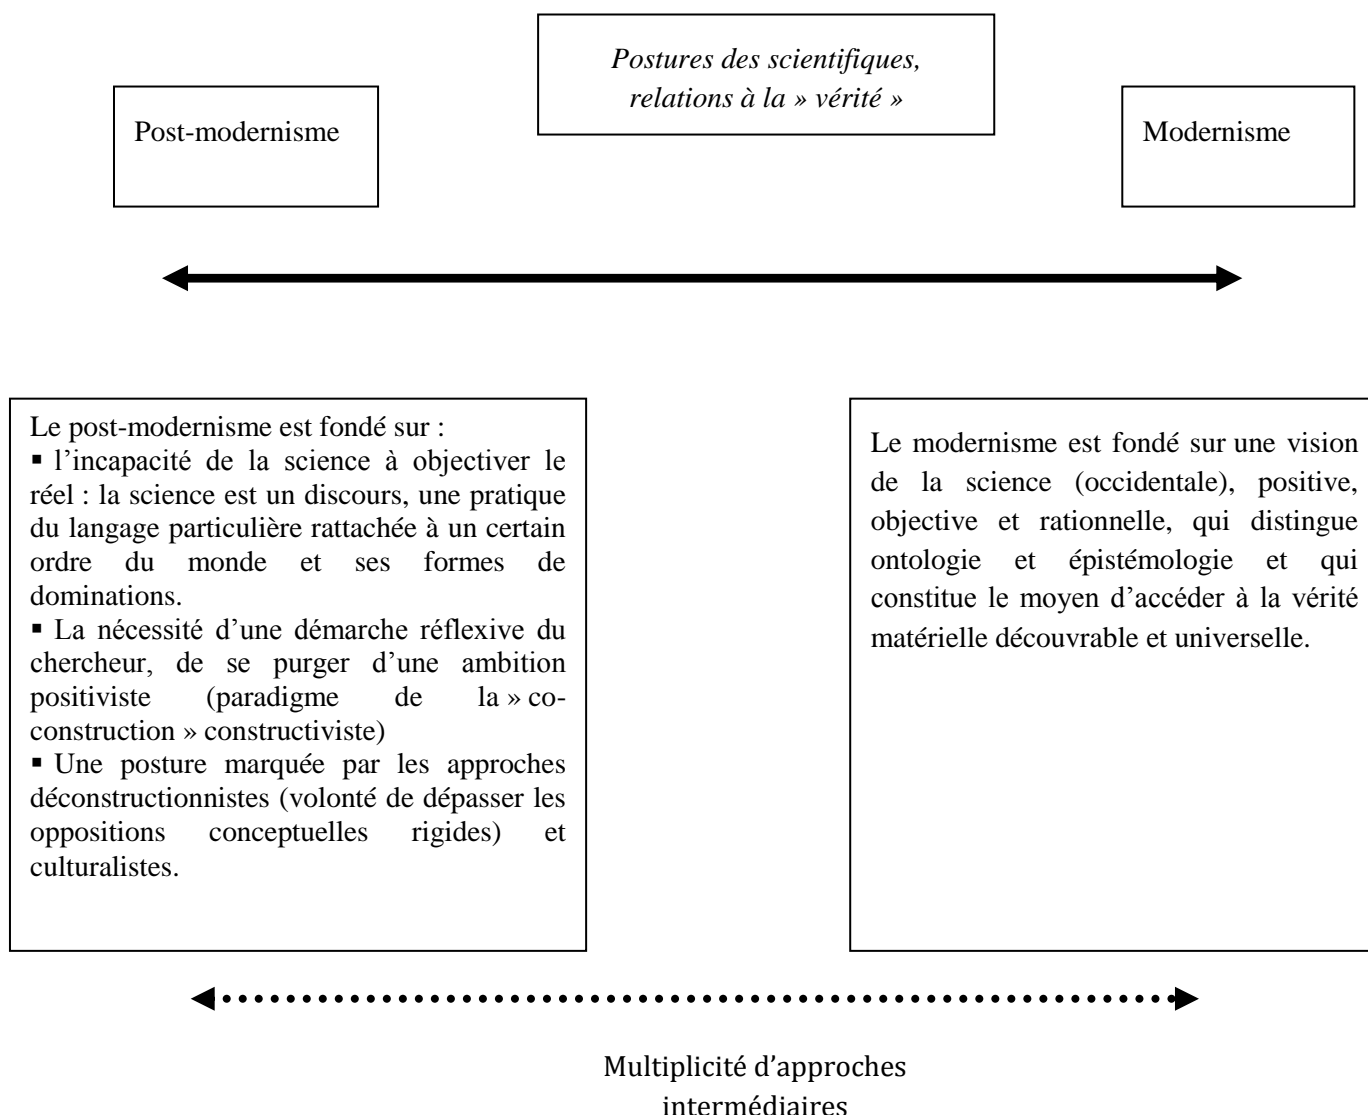 Postures des scientifiques,
relations à la » vérité »
Post-modernisme
Modernisme
Le post-modernisme est fondé sur :
▪ l’incapacité de la science à objectiver le
réel : la science est un discours, une pratique
du langage particulière rattachée à un certain
ordre du monde et ses formes de
dominations.
▪ La nécessité d’une démarche réflexive du
chercheur, de se purger d’une ambition
positiviste (paradigme de la » co-
construction » constructiviste)
▪ Une posture marquée par les approches
déconstructionnistes (volonté de dépasser les
oppositions conceptuelles rigides) et
culturalistes.
Le modernisme est fondé sur une vision
de la science (occidentale), positive,
objective et rationnelle, qui distingue
ontologie et épistémologie et qui
constitue le moyen d’accéder à la vérité
matérielle découvrable et universelle.
Multiplicité d’approches
intermédiaires